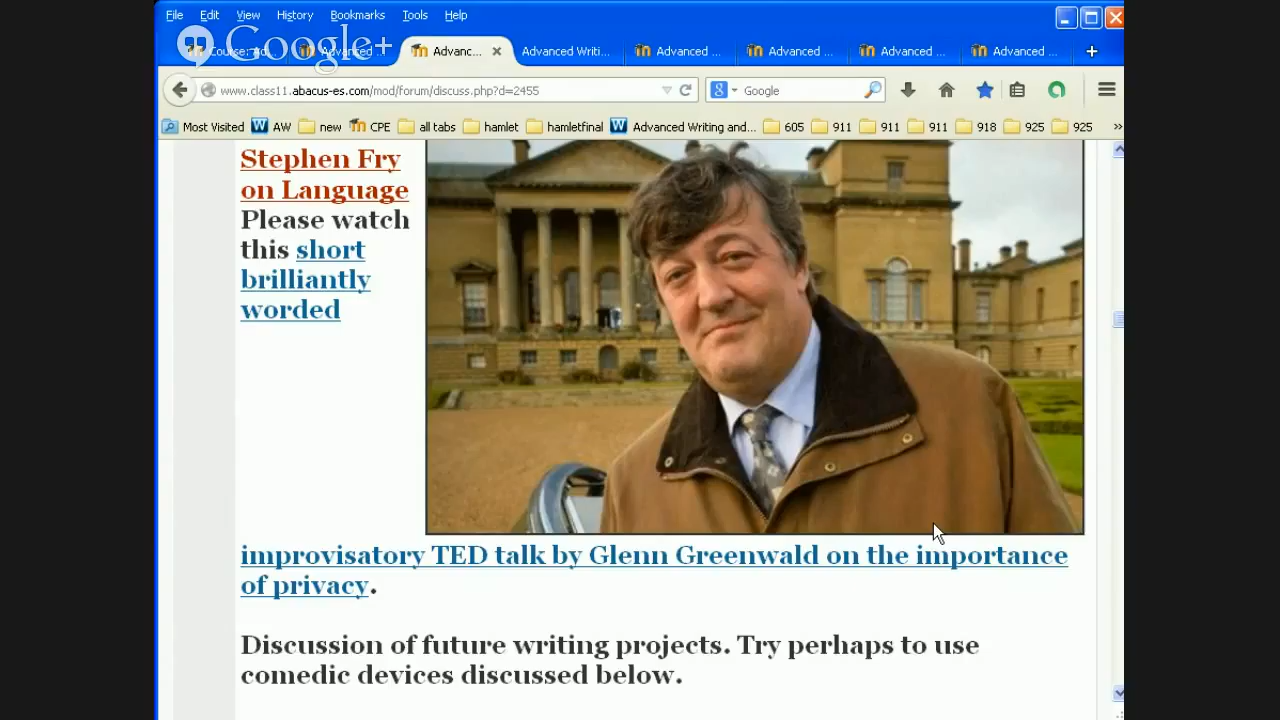 File Edit View History Bookmarks Tools Help
Google+
Course: Ad... Advanced Advanc... Advanced Writi... Advanced ... Advanced ... Advanced ... Advanced ...
www.class11.abacus-es.com/mod/forum/discuss.php?d=2455 Google
Most Visited AW new CPE all tabs hamlet hamletfinal Advanced Writing and... 605 911 911 911 918 925 925 »
Stephen Fry
on Language
Please watch
this short
brilliantly
worded
improvisatory TED talk by Glenn Greenwald on the importance
of privacy.
Discussion of future writing projects. Try perhaps to use
comedic devices discussed below.